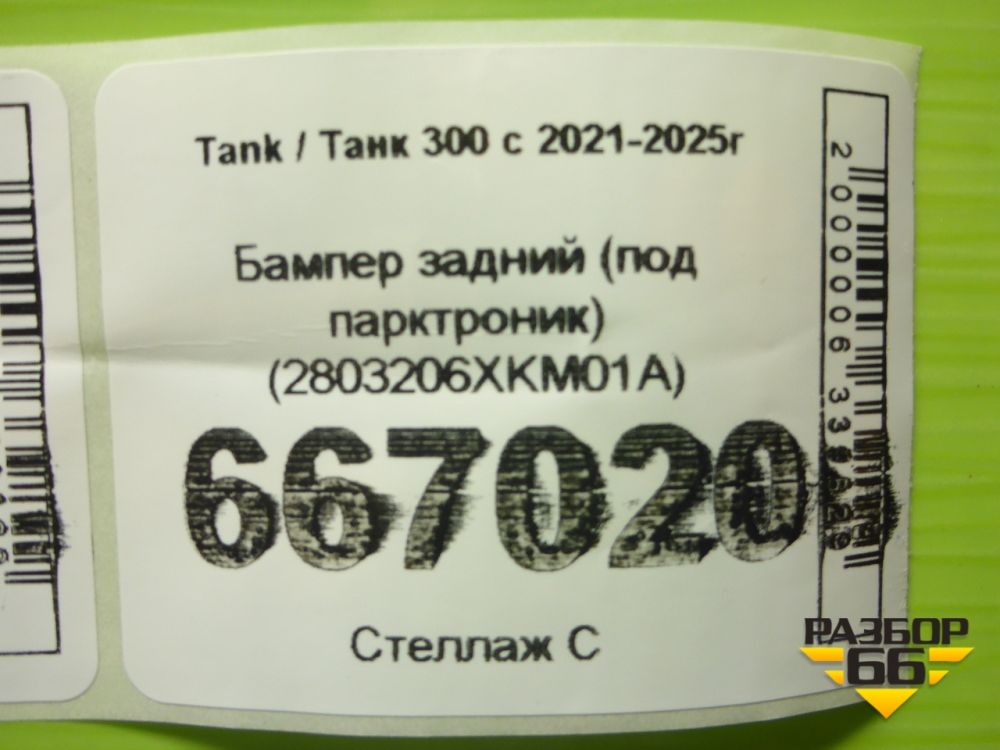 Tank / Танк 300 с 2021-2025г
Бампер задний (под
парктроник)
(2803206XKM01A)
667020
Стеллаж С
РАЗБОР
66